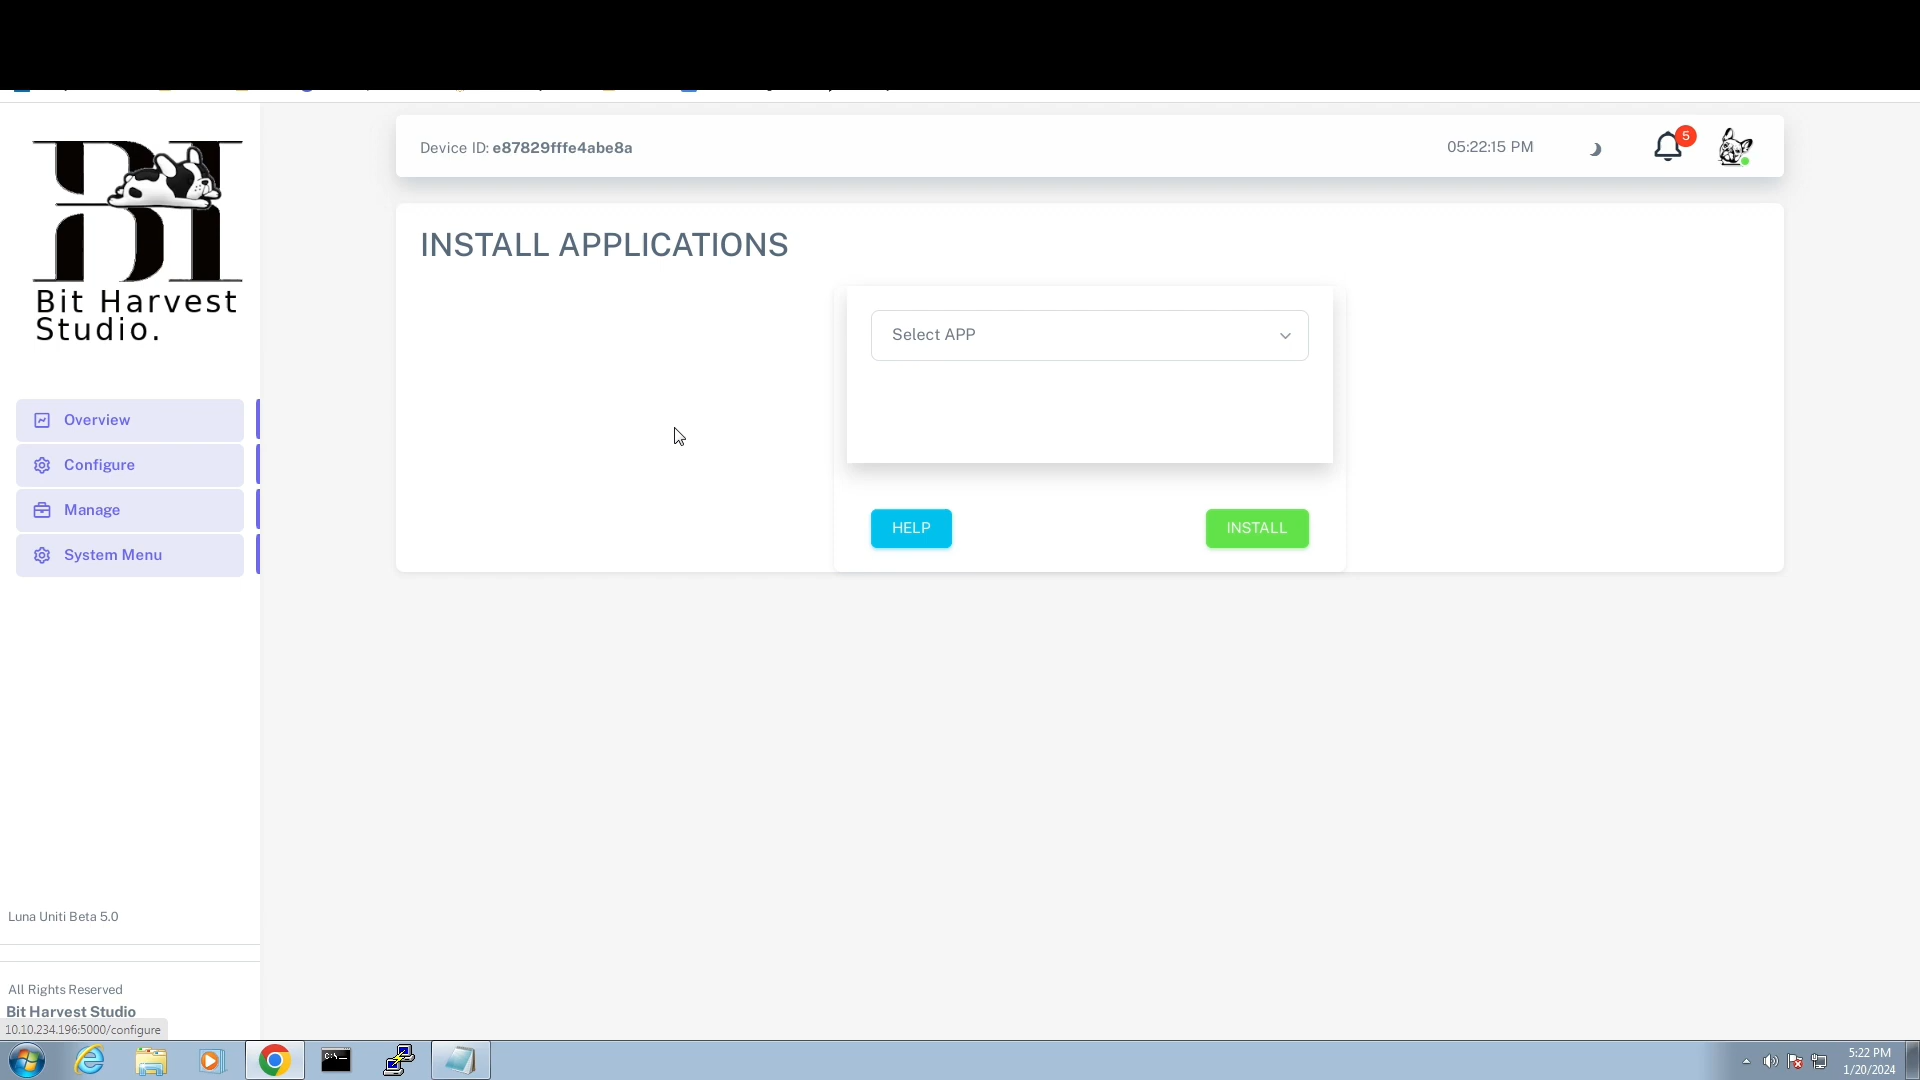 Device ID: e87829fffe4abe8a
05:22:15 PM
5
Bit Harvest
Studio.
INSTALL APPLICATIONS
Select APP
HELP
INSTALL
Overview
Configure
Manage
System Menu
Luna Uniti Beta 5.0
All Rights Reserved
Bit Harvest Studio
10.10.234.196:5000/configure
C:\_
5:22 PM
1/20/2024